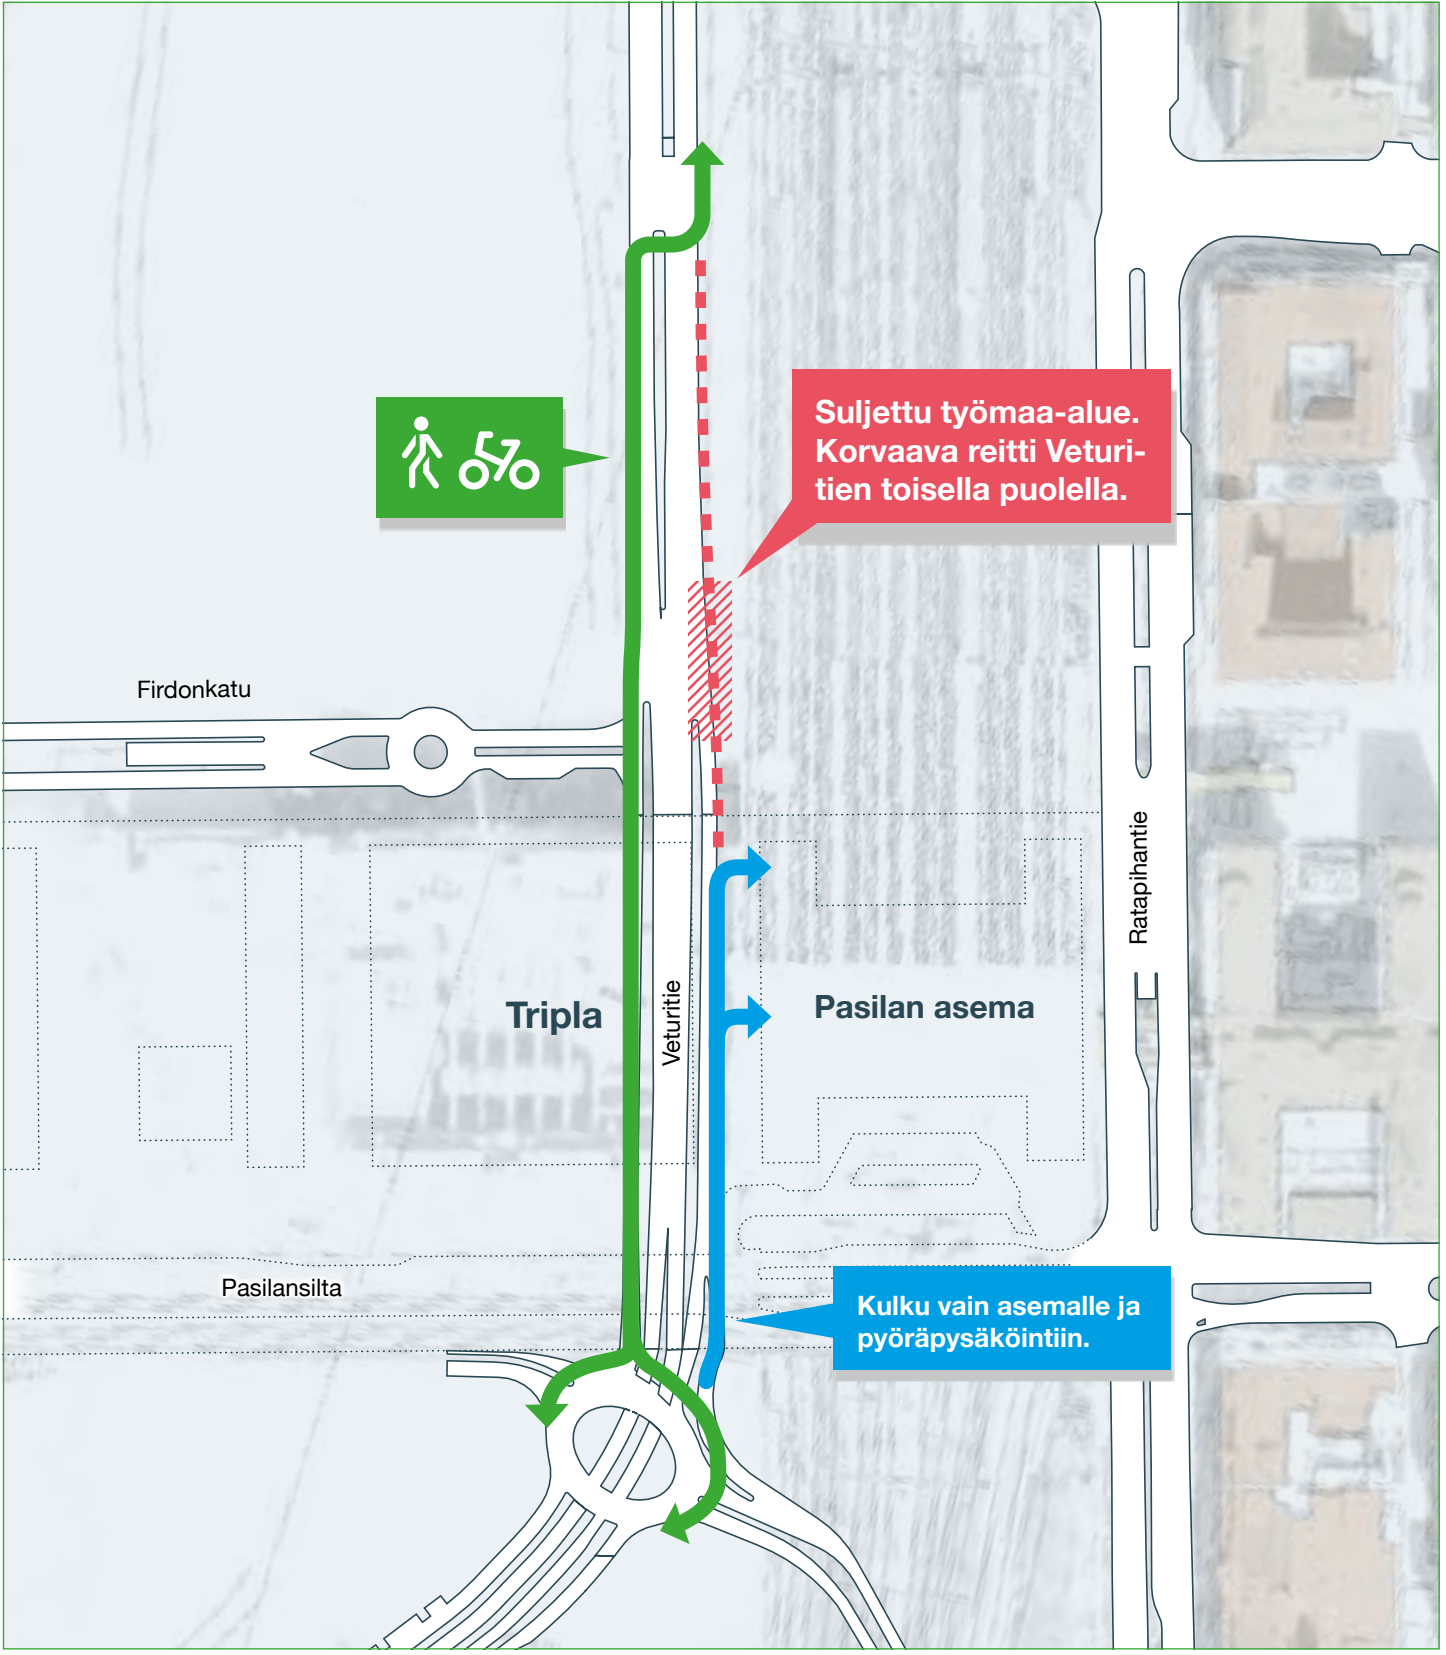 Suljettu työmaa-alue.
Korvaava reitti Veturi-
tien toisella puolella.
Firdonkatu
Ratapihantie
Tripla
Veturitie
Pasilan asema
Pasilansilta
Kulku vain asemalle ja
pyöräpysäköintiin.